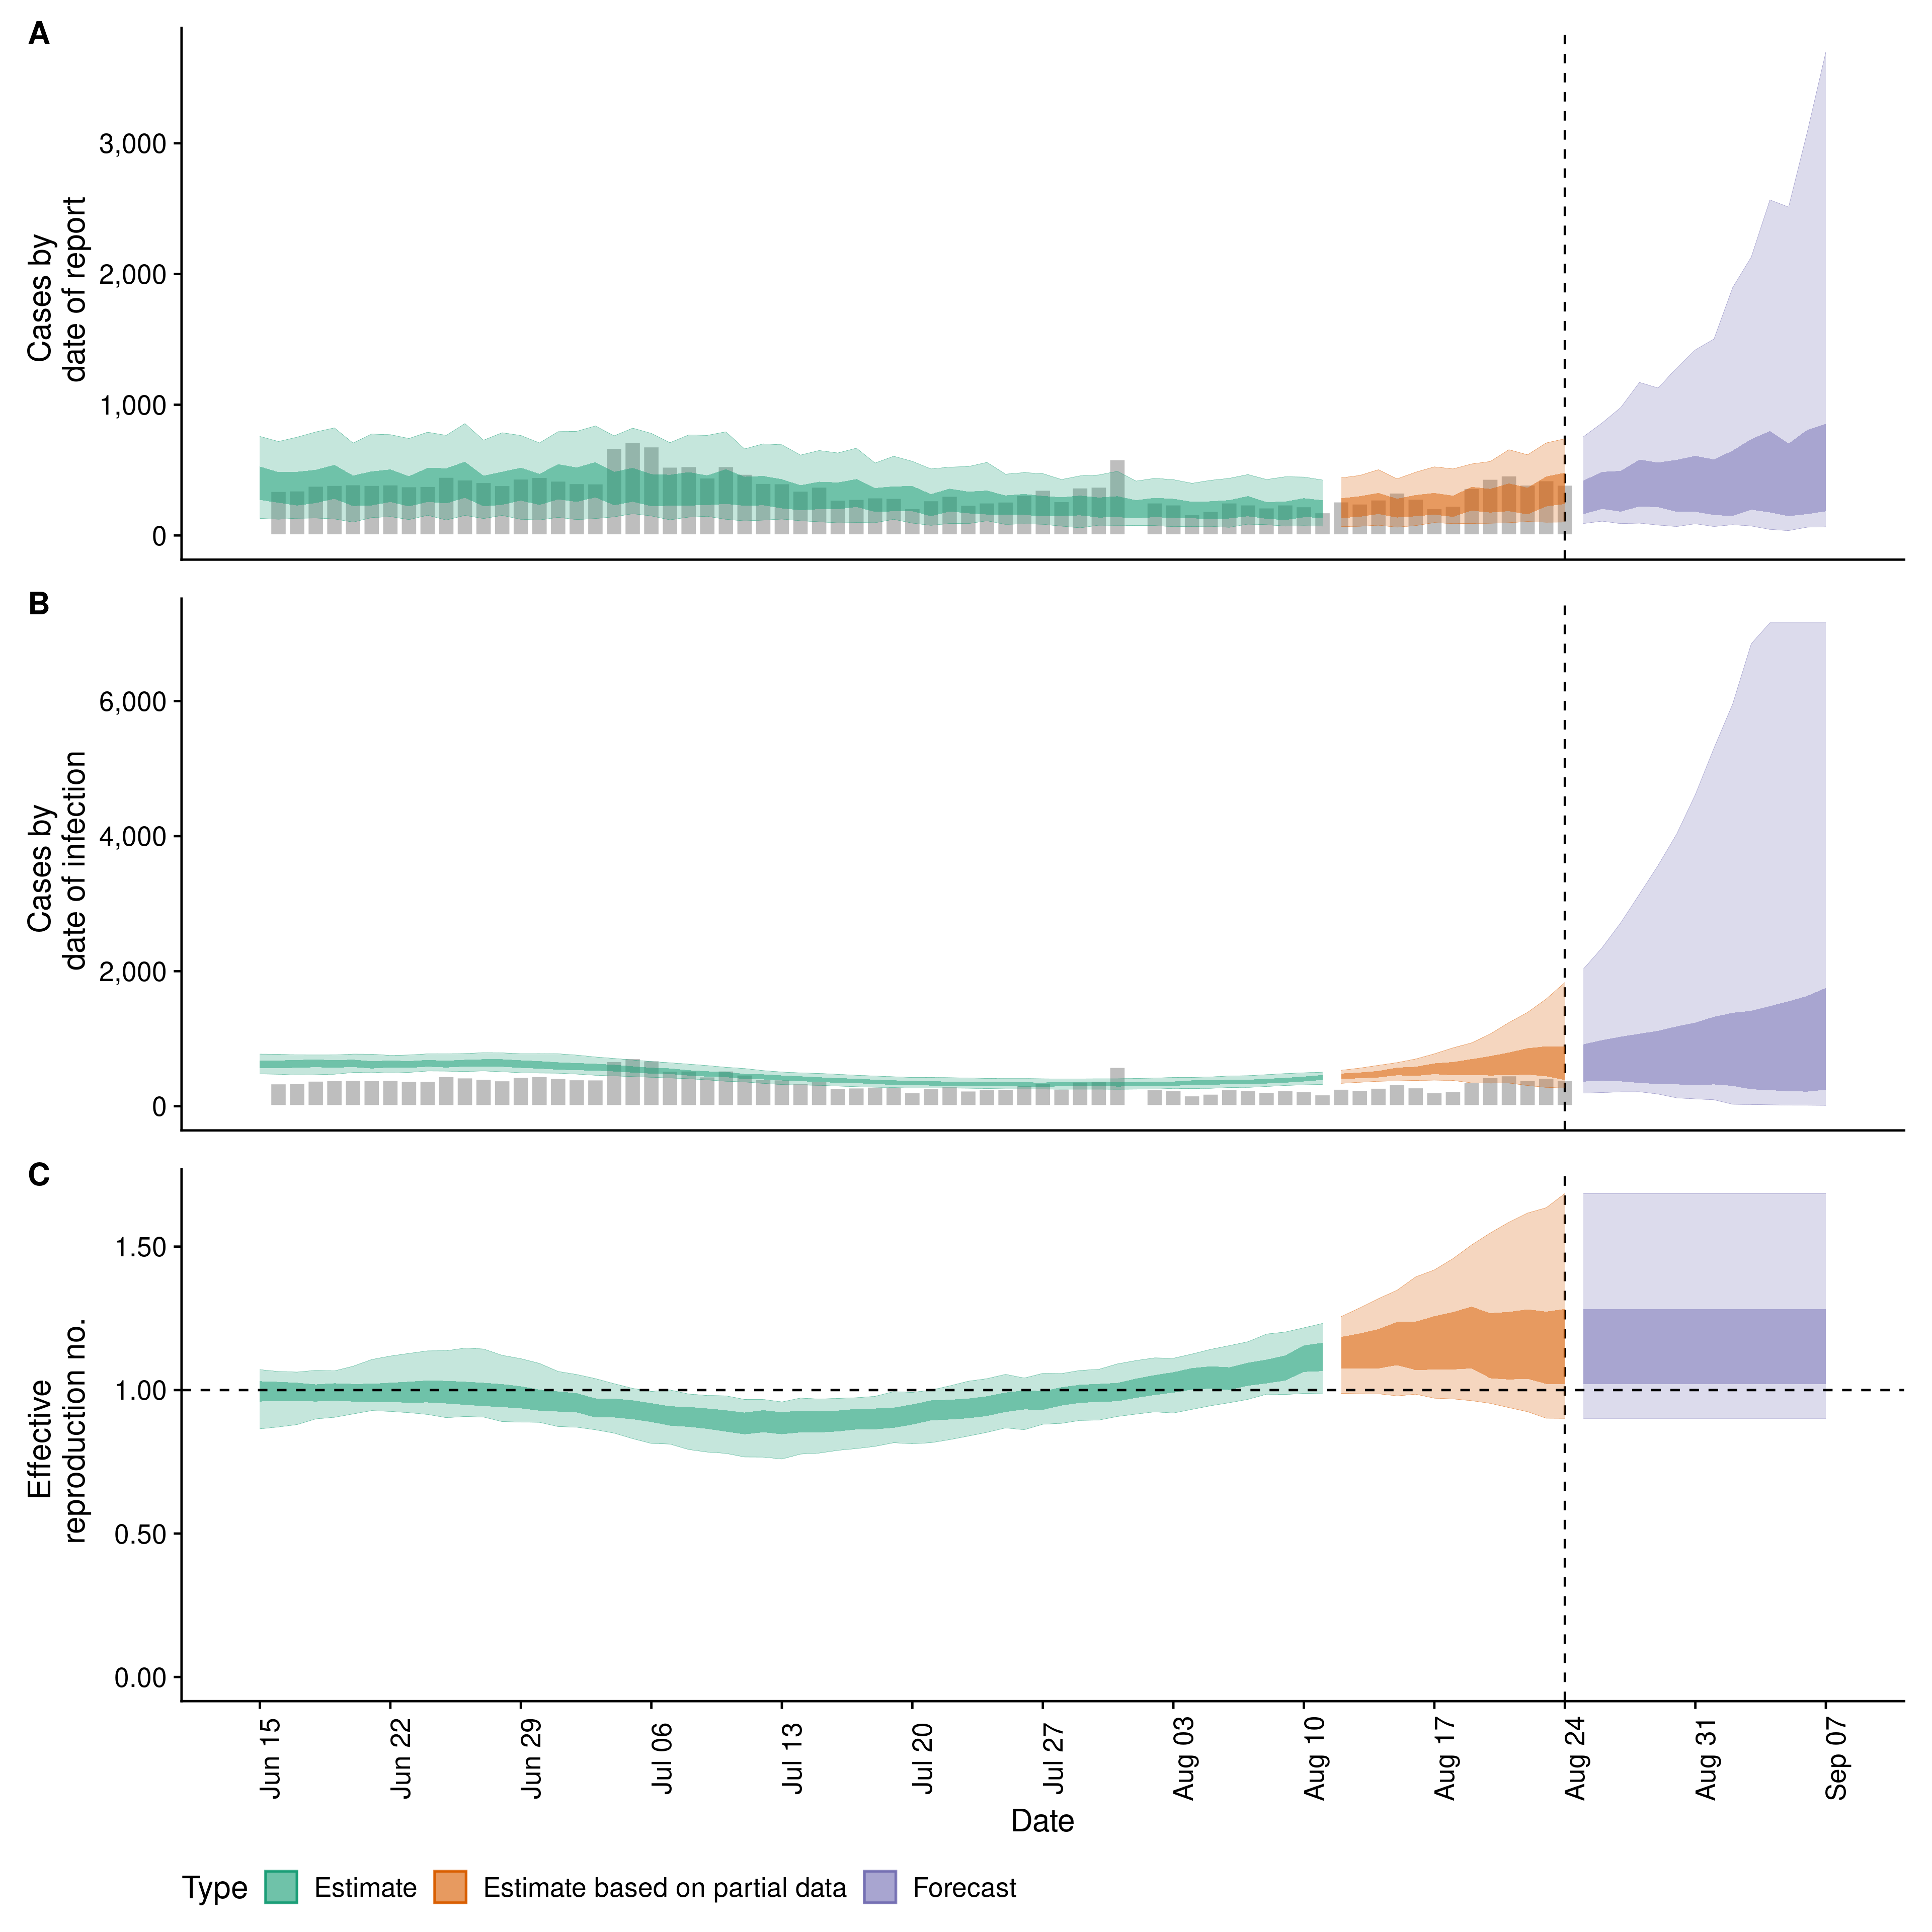 A
Cases by
date of report
3,000
2,000
1,000
0
B
Cases by
date of infection
6,000
4,000
2,000
0
C
Effective
reproduction no.
1.50
1.00
0.50
0.00
Jun 15
Jun 22
Jun 29
Jul 06
Jul 13
Jul 20
Jul 27
Aug 03
Aug 10
Aug 17
Aug 24
Aug 31
Sep 07
Date
Type Estimate Estimate based on partial data Forecast